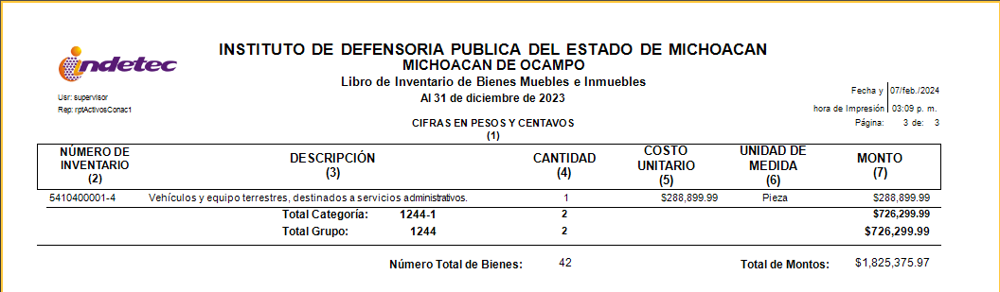 INSTITUTO DE DEFENSORIA PUBLICA DEL ESTADO DE MICHOACAN
MICHOACAN DE OCAMPO
Libro de Inventario de Bienes Muebles e Inmuebles
Al 31 de diciembre de 2023
indetec
Usr: supervisor
Rep: rptActivosConac1
Fecha y 07/feb./2024
hora de Impresión 03:09 p. m.
Página: 3 de: 3
CIFRAS EN PESOS Y CENTAVOS
(1)
NÚMERO DE INVENTARIO (2) DESCRIPCIÓN (3) CANTIDAD (4) COSTO UNITARIO (5) UNIDAD DE MEDIDA (6) MONTO (7)
5410400001-4 Vehículos y equipo terrestres, destinados a servicios administrativos. 1 $288,899.99 Pieza $288,899.99
Total Categoría: 1244-1 2 $726,299.99
Total Grupo: 1244 2 $726,299.99
Número Total de Bienes: 42 Total de Montos: $1,825,375.97